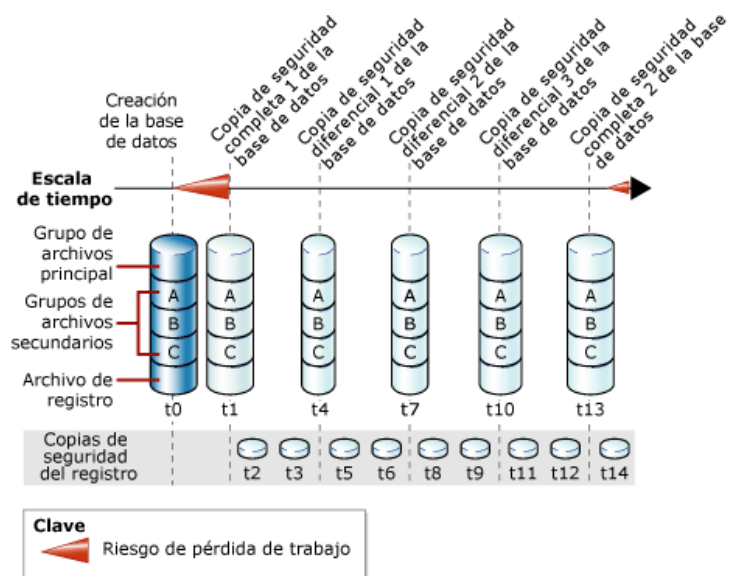 Creación
de la base
de datos
Copia de seguridad
completa 1 de la
base de datos
Copia de seguridad
diferencial 1 de la
base de datos
Copia de seguridad
diferencial 2 de la
base de datos
Copia de seguridad
diferencial 3 de la
base de datos
Copia de seguridad
completa 2 de la base
de datos
Escala
de tiempo
Grupo de
archivos
principal
Grupos de
archivos
secundarios
Archivo de
registro
A A A A A A
B B B B B B
C C C C C C
t0 t1 t4 t7 t10 t13
Copias de
seguridad
del registro
t2 t3 t5 t6 t8 t9 t11 t12 t14
Clave
Riesgo de pérdida de trabajo